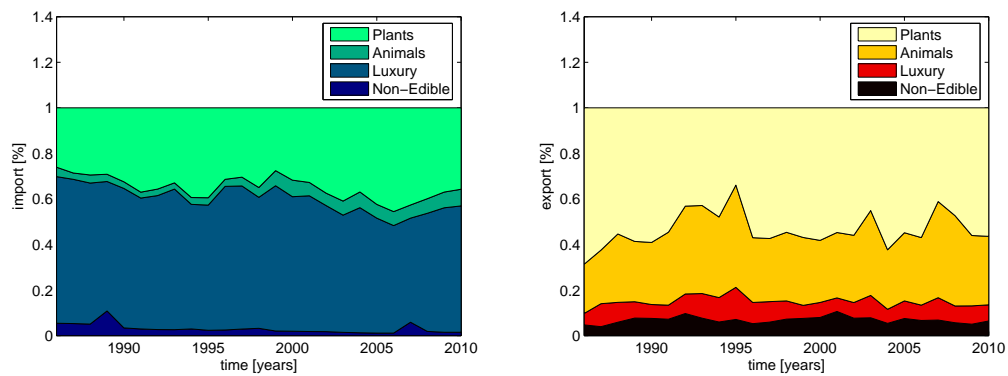 1.4
1.2
1
0.8
0.6
0.4
0.2
0
import [%]
Plants
Animals
Luxury
Non−Edible
1990 1995 2000 2005 2010
time [years]
1.4
1.2
1
0.8
0.6
0.4
0.2
0
export [%]
Plants
Animals
Luxury
Non−Edible
1990 1995 2000 2005 2010
time [years]